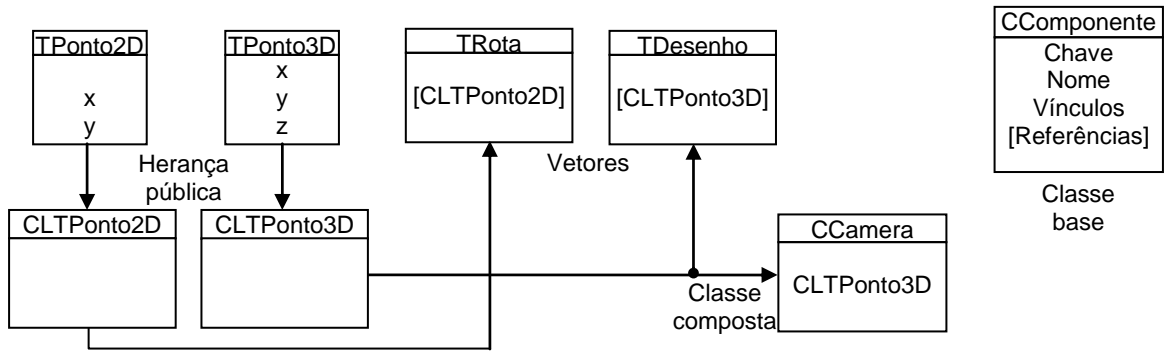 TPonto2D
x
y
TPonto3D
x
y
z
TRota
[CLTPonto2D]
TDesenho
[CLTPonto3D]
CComponente
Chave
Nome
Vínculos
[Referências]
Classe
base
Herança
pública
Vetores
CLTPonto2D
CLTPonto3D
CCamera
CLTPonto3D
Classe
composta